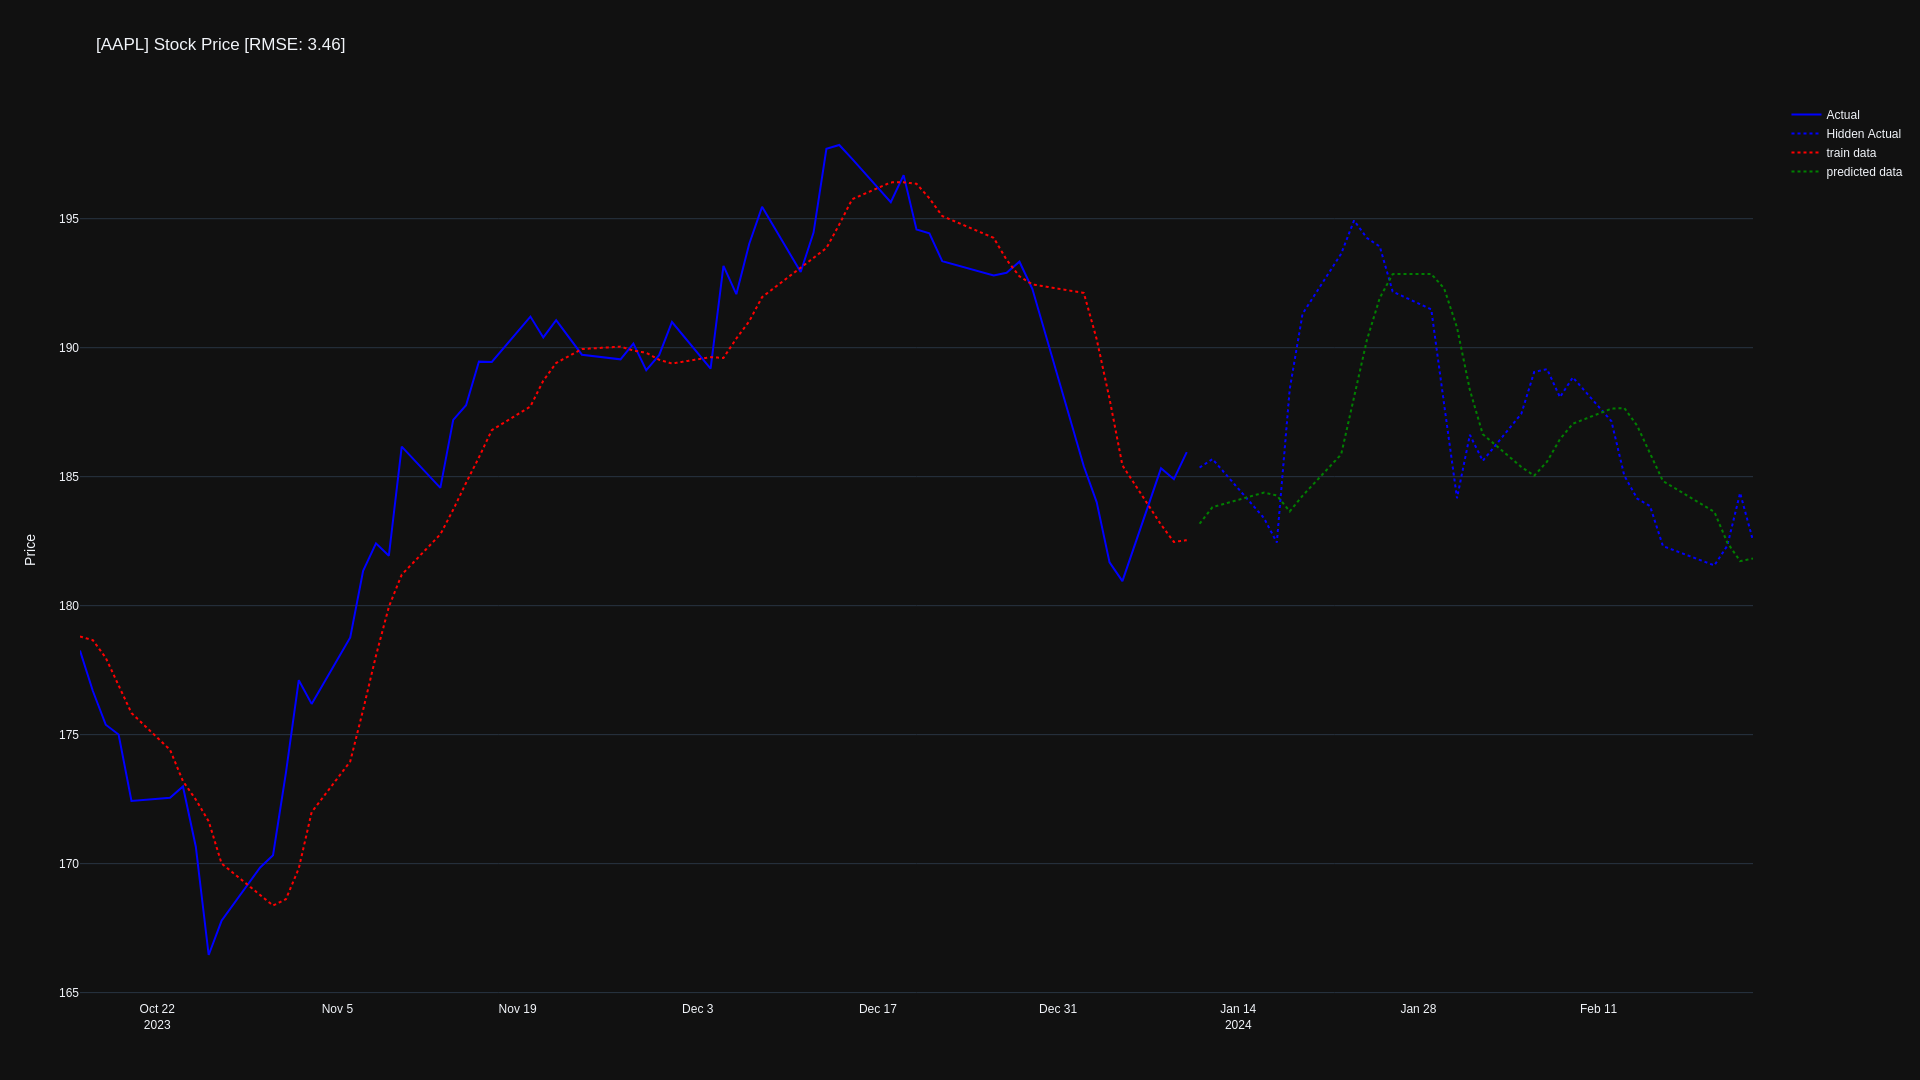 [AAPL] Stock Price [RMSE: 3.46]
Actual
Hidden Actual
train data
predicted data
195
190
185
180
175
170
165
Price
Oct 22
2023
Nov 5
Nov 19
Dec 3
Dec 17
Dec 31
Jan 14
2024
Jan 28
Feb 11